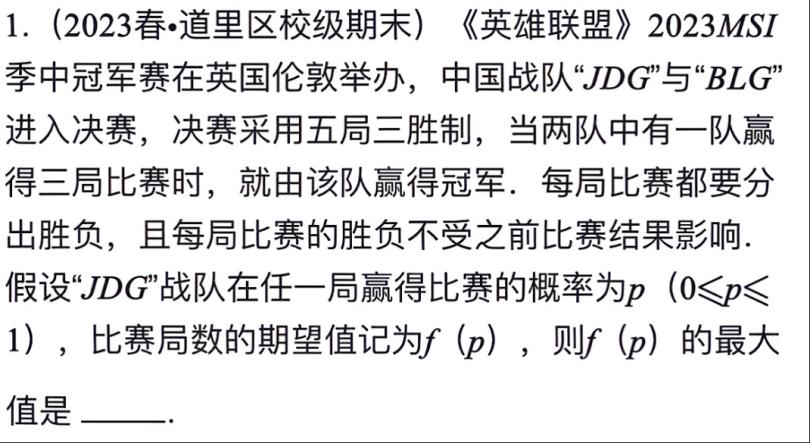 1.（2023春•道里区校级期末）《英雄联盟》2023MSI
季中冠军赛在英国伦敦举办，中国战队“JDG”与“BLG”
进入决赛，决赛采用五局三胜制，当两队中有一队赢
得三局比赛时，就由该队赢得冠军．每局比赛都要分
出胜负，且每局比赛的胜负不受之前比赛结果影响．
假设“JDG”战队在任一局赢得比赛的概率为p（0≤p≤
1），比赛局数的期望值记为f（p），则f（p）的最大
值是 _____.